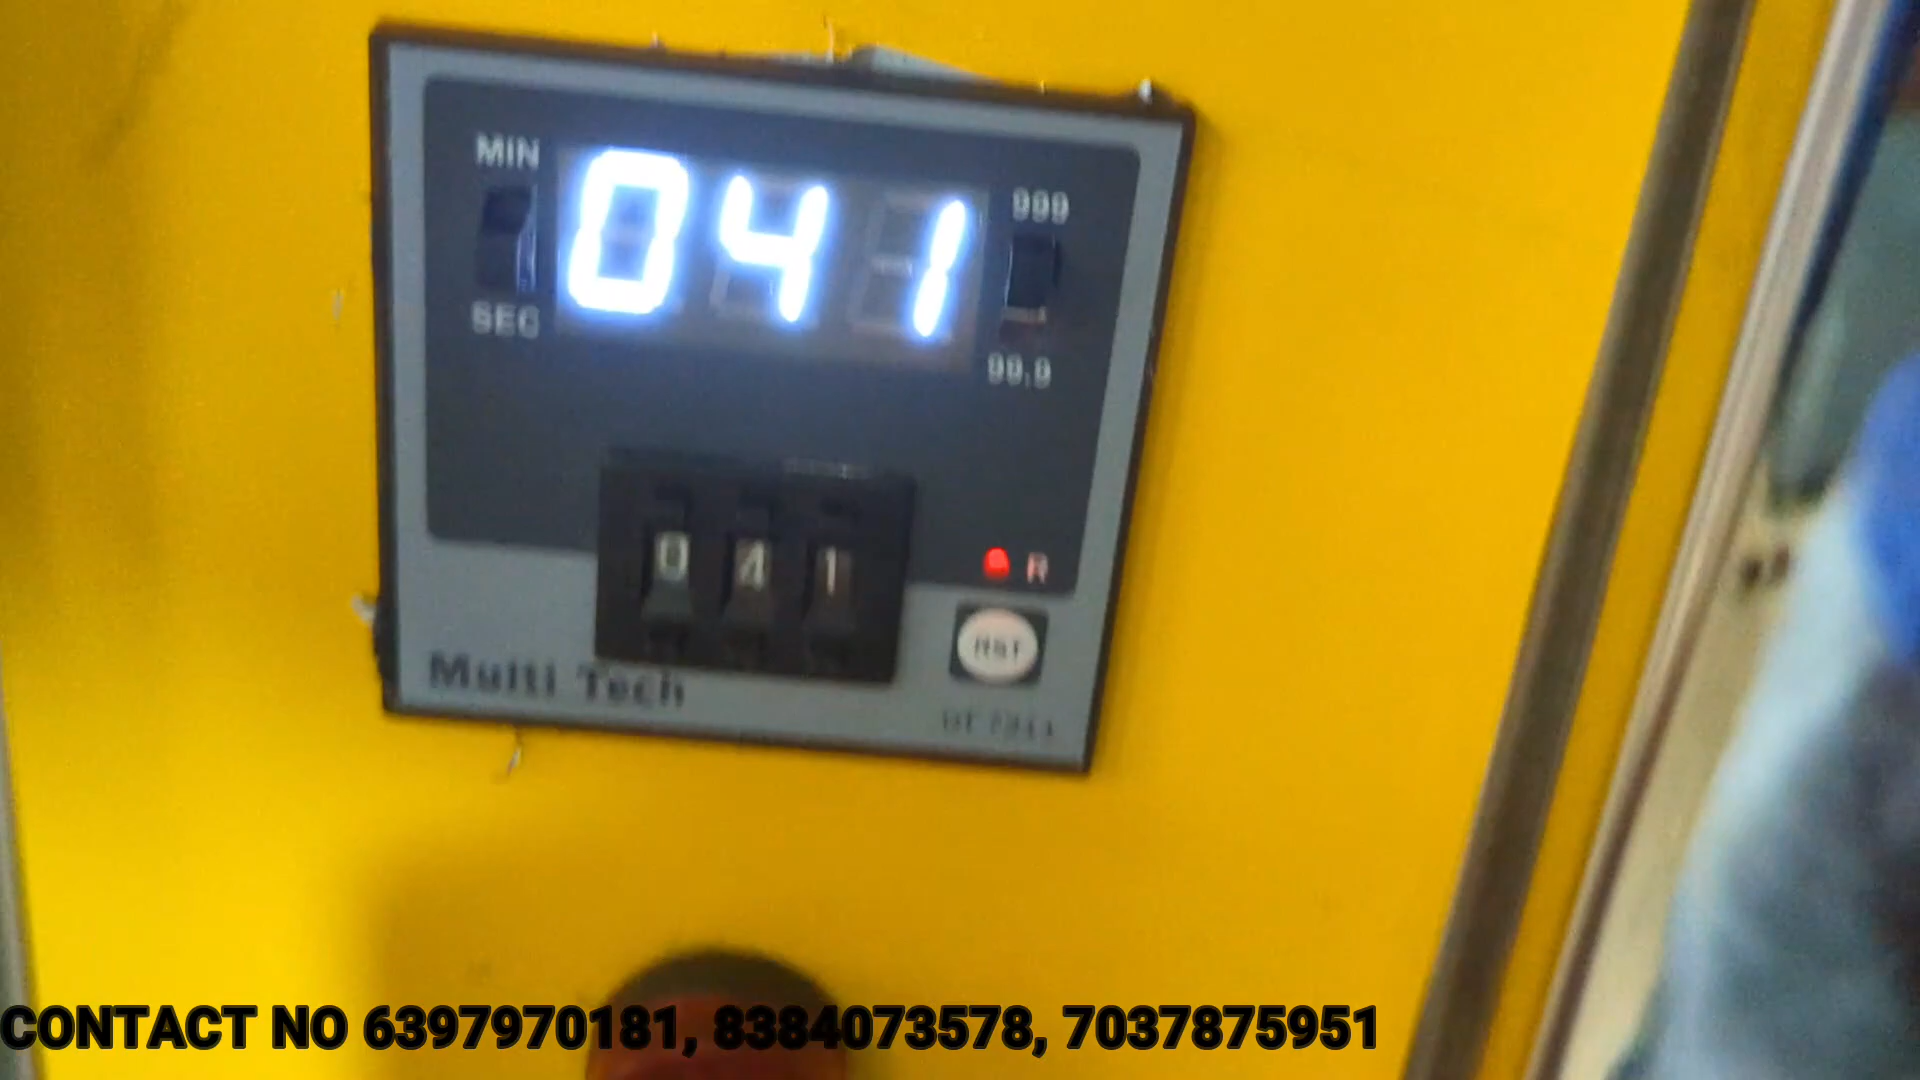 MIN
041
999
SEC
99.9
041
R
RST
Multi Tech
CONTACT NO 6397970181, 8384073578, 7037875951